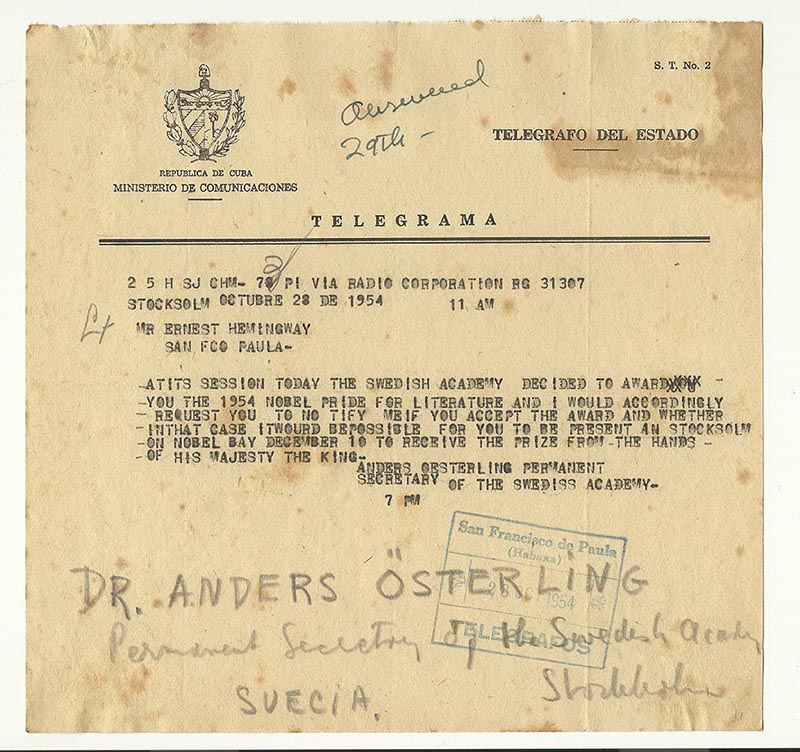 S. T. No. 2
Answered
29th -
TELEGRAFO DEL ESTADO
REPUBLICA DE CUBA
MINISTERIO DE COMUNICACIONES
TELEGRAMA
2 5 H SJ CHM- 78 PI VIA RADIO CORPORATION RG 31307
STOCKSOLM OCTUBRE 28 DE 1954 11 AM
MR ERNEST HEMINGWAY
SAN FCO PAULA-
-ATITS SESSION TODAY THE SWEDISH ACADEMY DECIDED TO AWARD -
-YOU THE 1954 NOBEL PRIDE FOR LITERATURE AND I WOULD ACCORDINGLY
- REQUEST YOU TO NO TIFY MEIF YOU ACCEPT THE AWARD AND WHETHER
-INTHAT CASE ITWOURD BEPOSSIBLE FOR YOU TO BE PRESENT AN STOCKSOLM
-ON NOBEL BAY DECEMBER 10 TO RECEIVE THE PRIZE FROM THE HANDS -
-OF HIS MAJESTY THE KING-
ANDERS OESTERLING PERMANENT
SECRETARY OF THE SWEDISS ACADEMY-
7 PM
San Francisco de Paula
(Habana)
28 1954
TELEGRAFOS
DR. ANDERS ÖSTERLING
Permanent Secretry of the Swedish Academy
Stockholm
SUECIA.